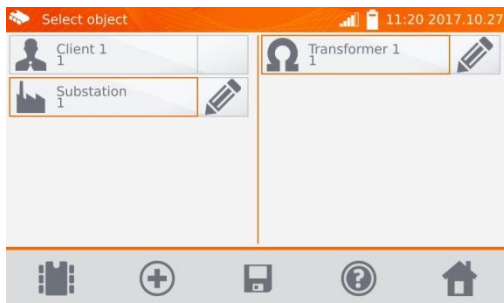 Select object
11:20 2017.10.27
Client 1
1
Substation
1
Transformer 1
1